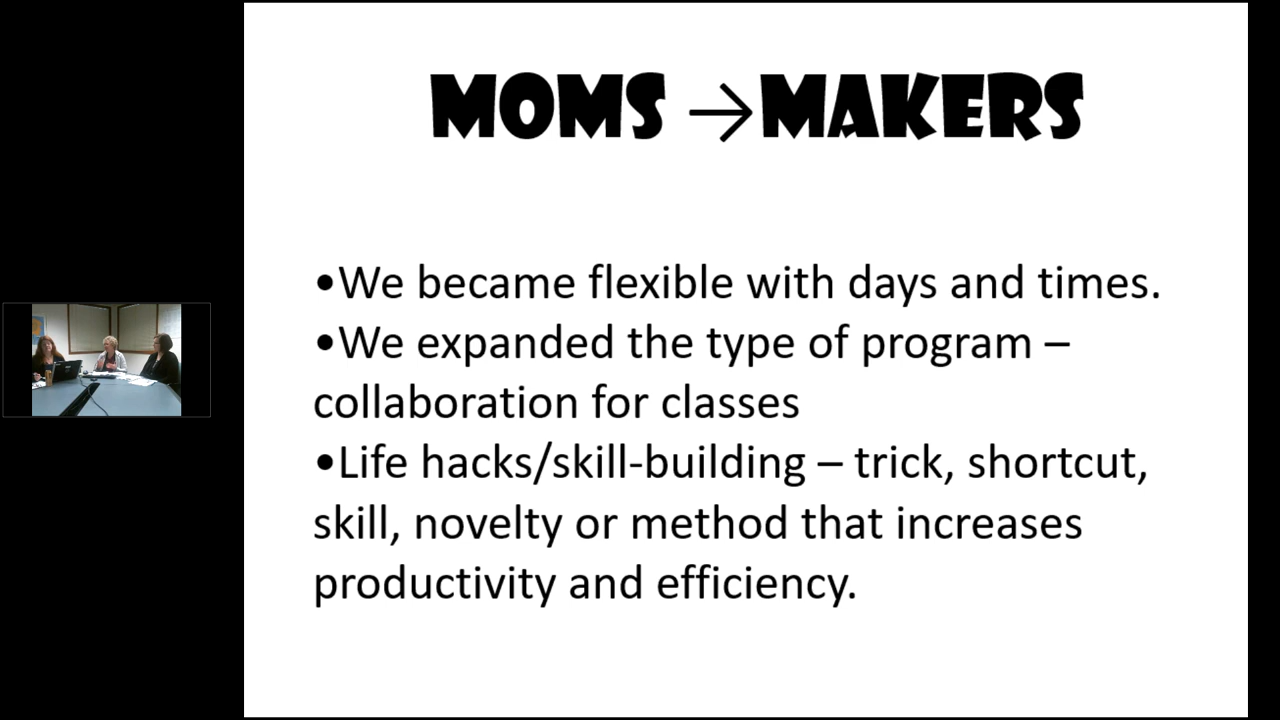 MOMS →MAKERS
•We became flexible with days and times.
•We expanded the type of program –
collaboration for classes
•Life hacks/skill-building – trick, shortcut,
skill, novelty or method that increases
productivity and efficiency.